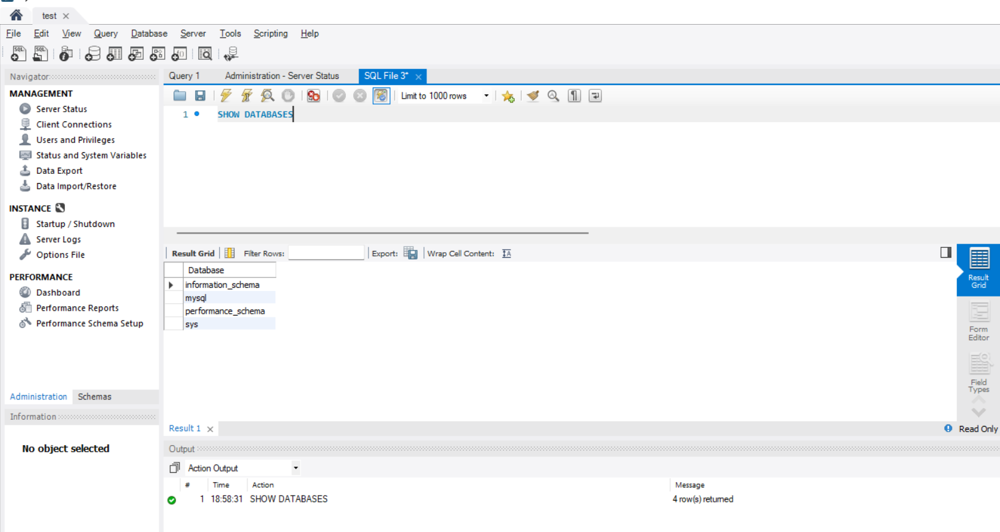 test
File Edit View Query Database Server Tools Scripting Help
Navigator
MANAGEMENT
Server Status
Client Connections
Users and Privileges
Status and System Variables
Data Export
Data Import/Restore
INSTANCE
Startup / Shutdown
Server Logs
Options File
PERFORMANCE
Dashboard
Performance Reports
Performance Schema Setup
Administration Schemas
Information
No object selected
Query 1 Administration - Server Status SQL File 3*
Limit to 1000 rows
1 SHOW DATABASES
Result Grid Filter Rows: Export: Wrap Cell Content:
Database
information_schema
mysql
performance_schema
sys
Result
Grid
Form
Editor
Field
Types
Result 1
Read Only
Output
Action Output
# Time Action Message
1 18:58:31 SHOW DATABASES 4 row(s) returned